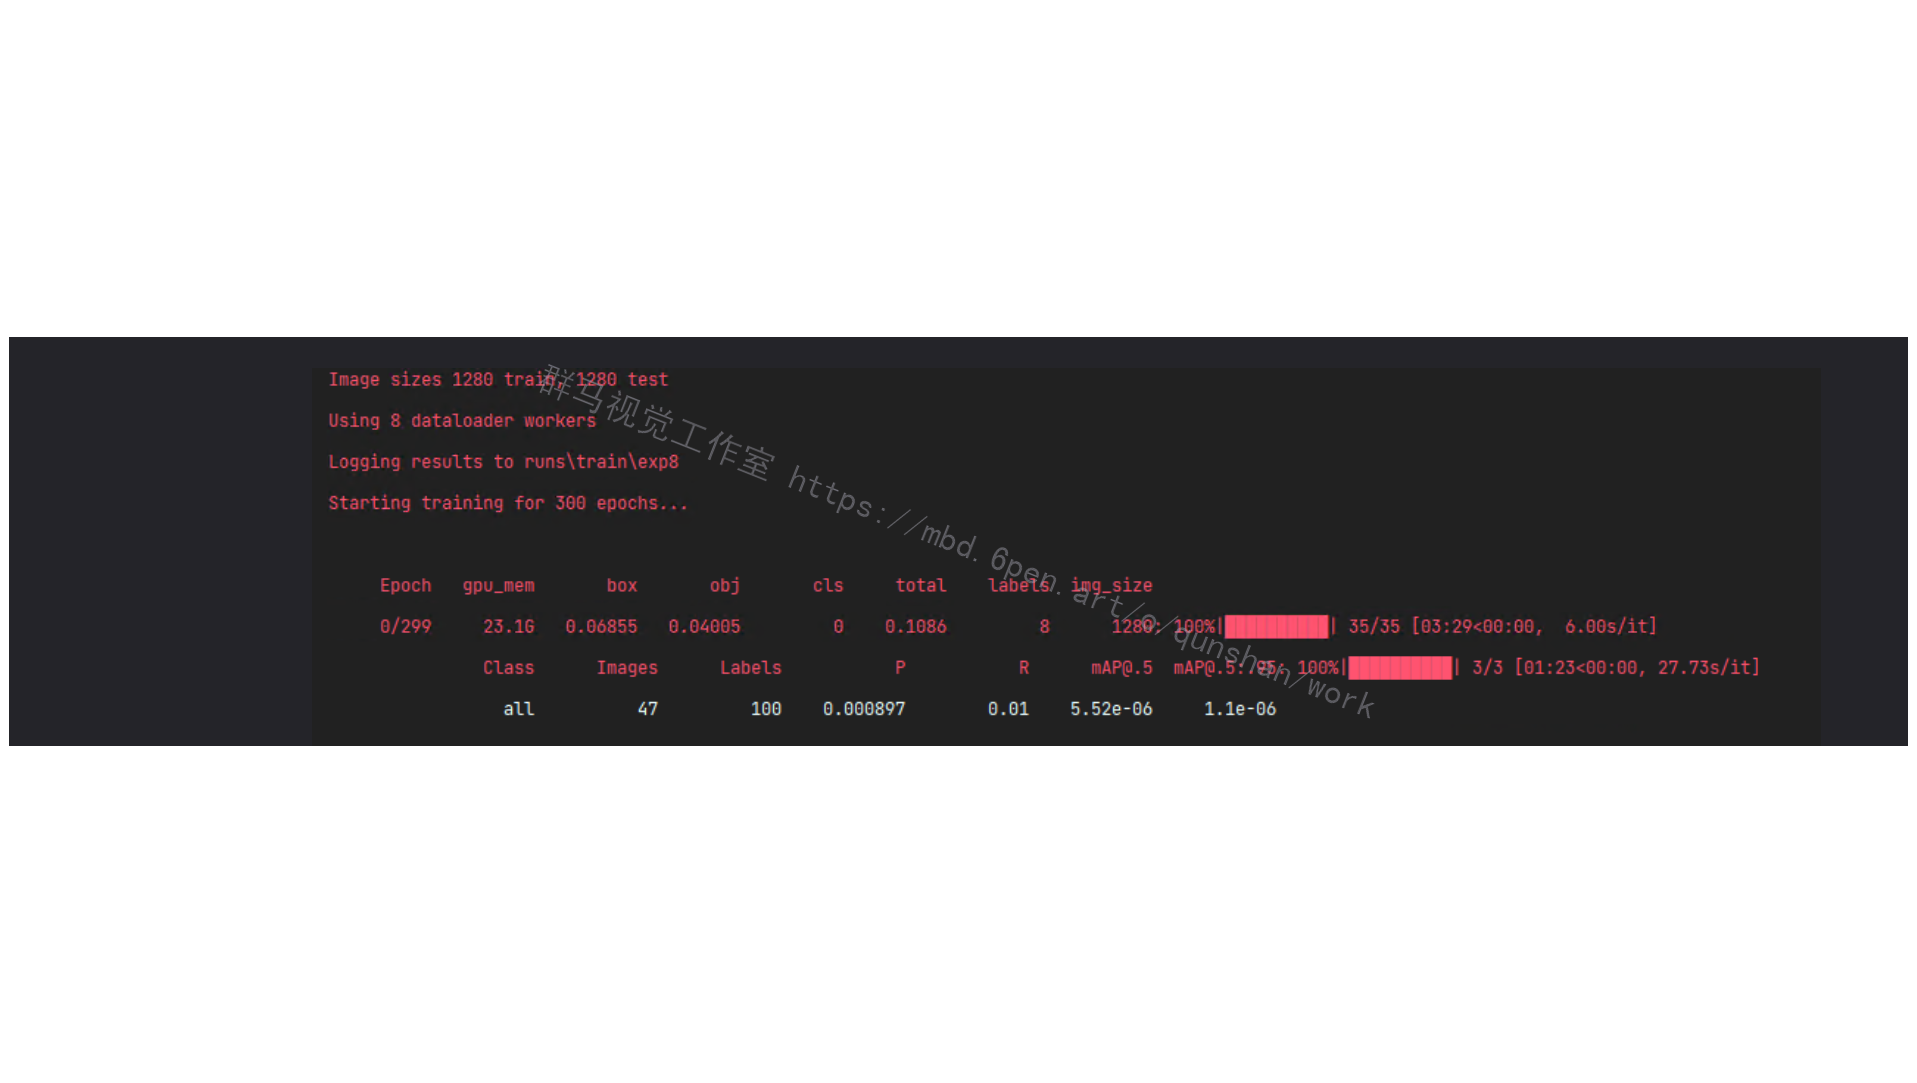 Image sizes 1280 train, 1280 test
Using 8 dataloader workers
Logging results to runs\train\exp8
Starting training for 300 epochs...
Epoch gpu_mem box obj cls total labels img_size
0/299 23.1G 0.06855 0.04005 0 0.1086 8 1280: 100%|██████████| 35/35 [03:29<00:00, 6.00s/it]
Class Images Labels P R mAP@.5 mAP@.5:.95: 100%|██████████| 3/3 [01:23<00:00, 27.73s/it]
all 47 100 0.000897 0.01 5.52e-06 1.1e-06
群马视觉工作室 https://mbd.6pen.art/o/qunshan/work